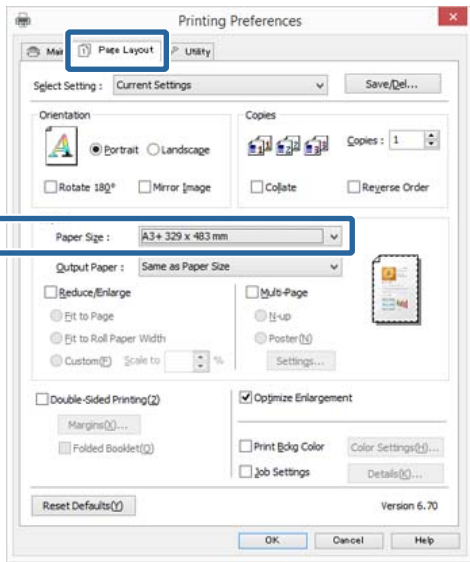 Printing Preferences
Main Page Layout Utility
Select Setting : Current Settings Save/Del...
Orientation Copies
Portrait Landscape Copies : 1
Rotate 180° Mirror Image Collate Reverse Order
Paper Size : A3+ 329 x 483 mm
Output Paper : Same as Paper Size
Reduce/Enlarge Multi-Page
Fit to Page N-up
Fit to Roll Paper Width Poster(N)
Custom(F) Scale to % Settings...
Double-Sided Printing(2) Optimize Enlargement
Margins(X)...
Folded Booklet(O) Print Bckg Color Color Settings(H)...
Job Settings Details(K)...
Reset Defaults(Y) Version 6.70
OK Cancel Help